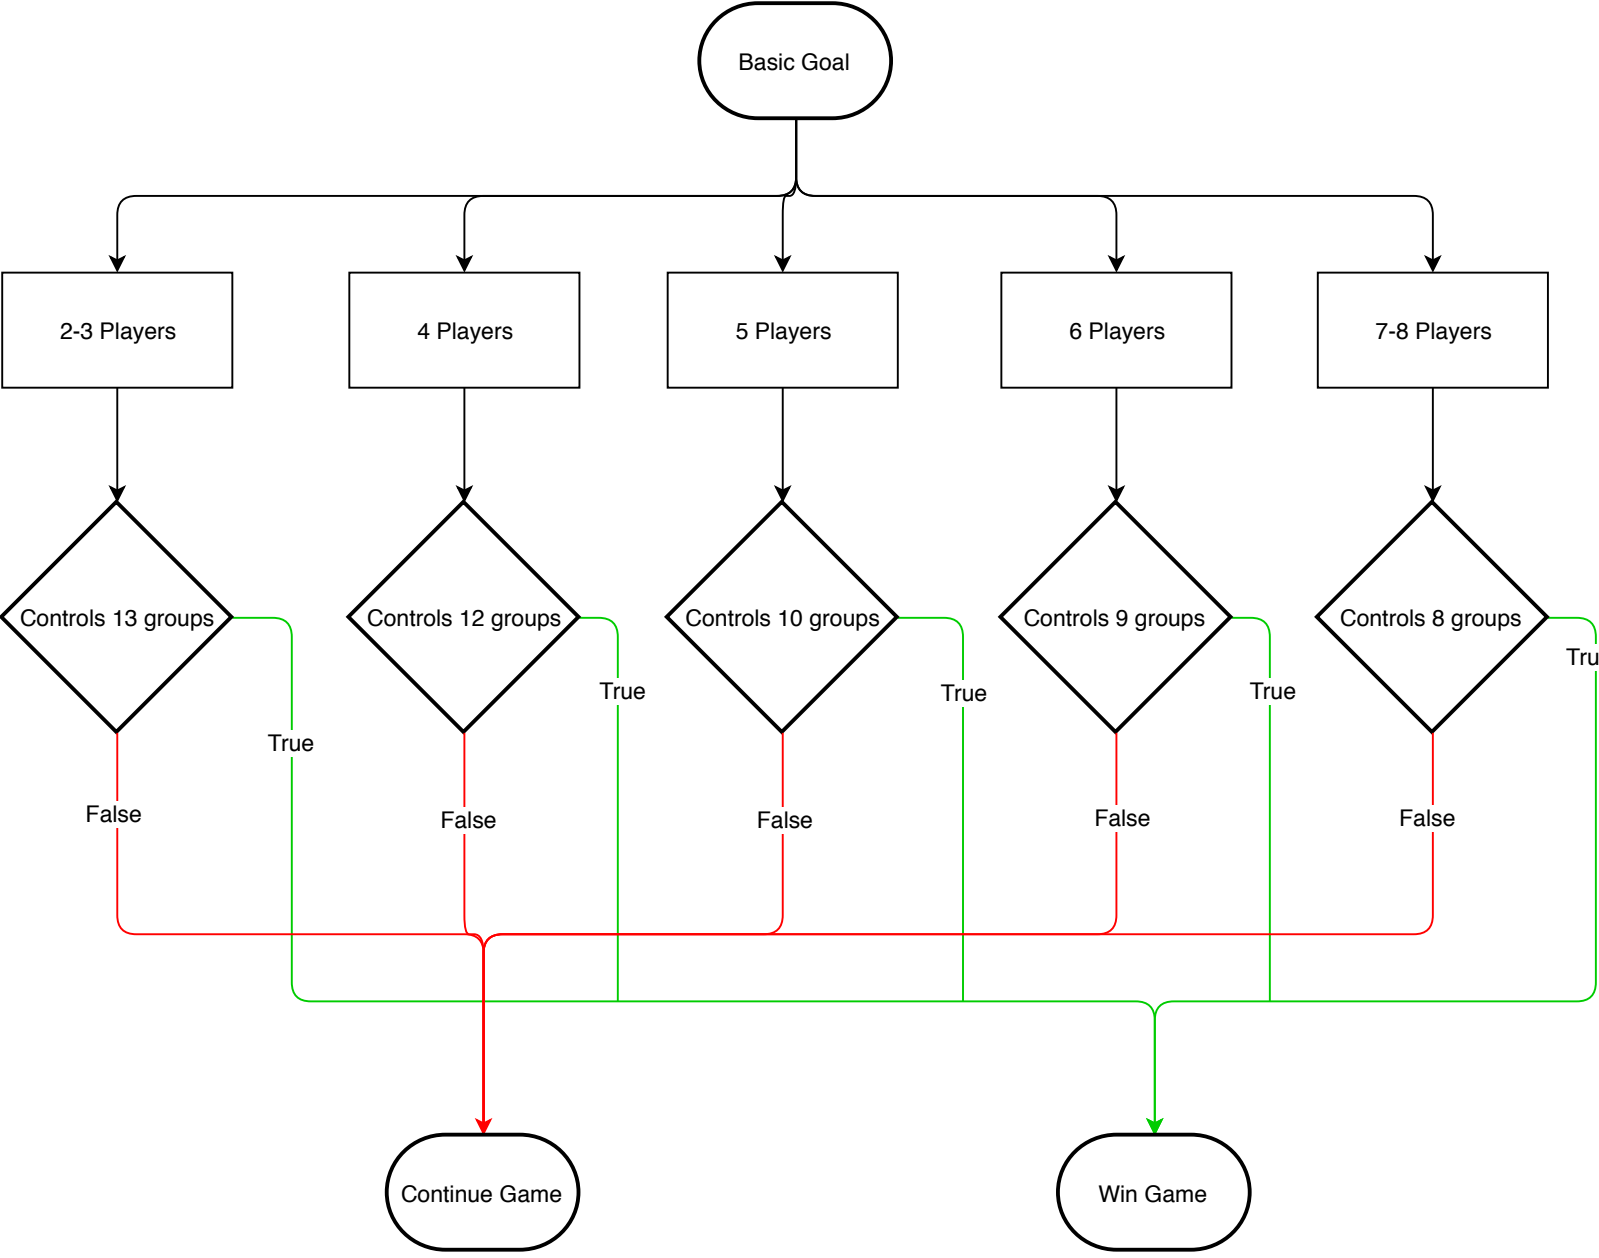 Basic Goal
2-3 Players
4 Players
5 Players
6 Players
7-8 Players
Controls 13 groups
Controls 12 groups
Controls 10 groups
Controls 9 groups
Controls 8 groups
Tru
True
True
True
True
False
False
False
False
False
Continue Game
Win Game